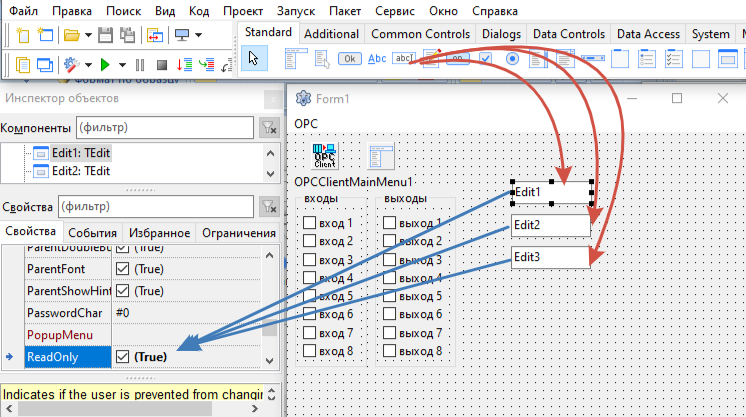 Файл Правка Поиск Вид Код Проект Запуск Пакет Сервис Окно Справка
Standard Additional Common Controls Dialogs Data Controls Data Access System
Ok Abc abc on
Инспектор объектов
Компоненты (фильтр)
Edit1: TEdit
Edit2: TEdit
Свойства (фильтр)
Свойства События Избранное Ограничения
(True)
ParentFont (True)
ParentShowHint (True)
PasswordChar #0
PopupMenu
ReadOnly (True)
Indicates if the user is prevented from changin
Form1
OPC
OPC
Client
OPCClientMainMenu1
входы выходы
вход 1 выход 1
вход 2 выход 2
вход 3 выход 3
вход 4 выход 4
вход 5 выход 5
вход 6 выход 6
вход 7 выход 7
вход 8 выход 8
Edit1
Edit2
Edit3